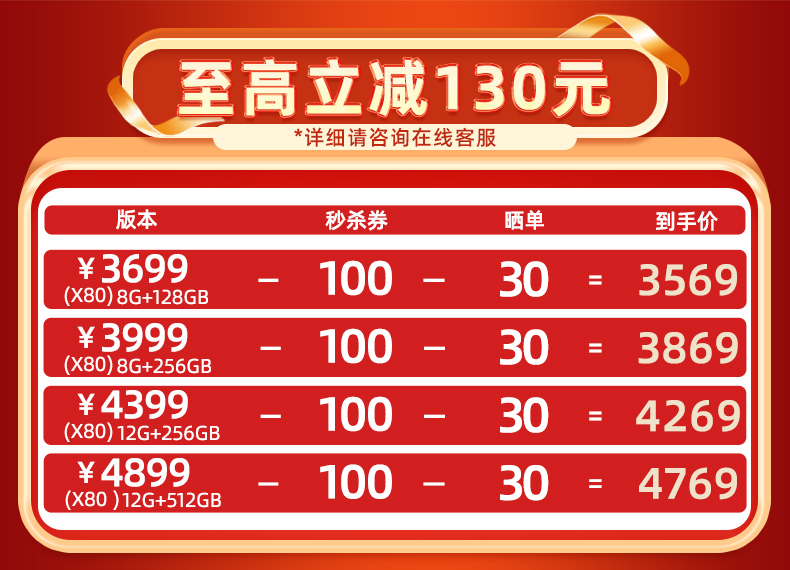 至高立减130元
*详细请咨询在线客服
版本 秒杀券 晒单 到手价
¥3699 - 100 - 30 = 3569
(X80) 8G+128GB
¥3999 - 100 - 30 = 3869
(X80) 8G+256GB
¥4399 - 100 - 30 = 4269
(X80) 12G+256GB
¥4899 - 100 - 30 = 4769
(X80 ) 12G+512GB